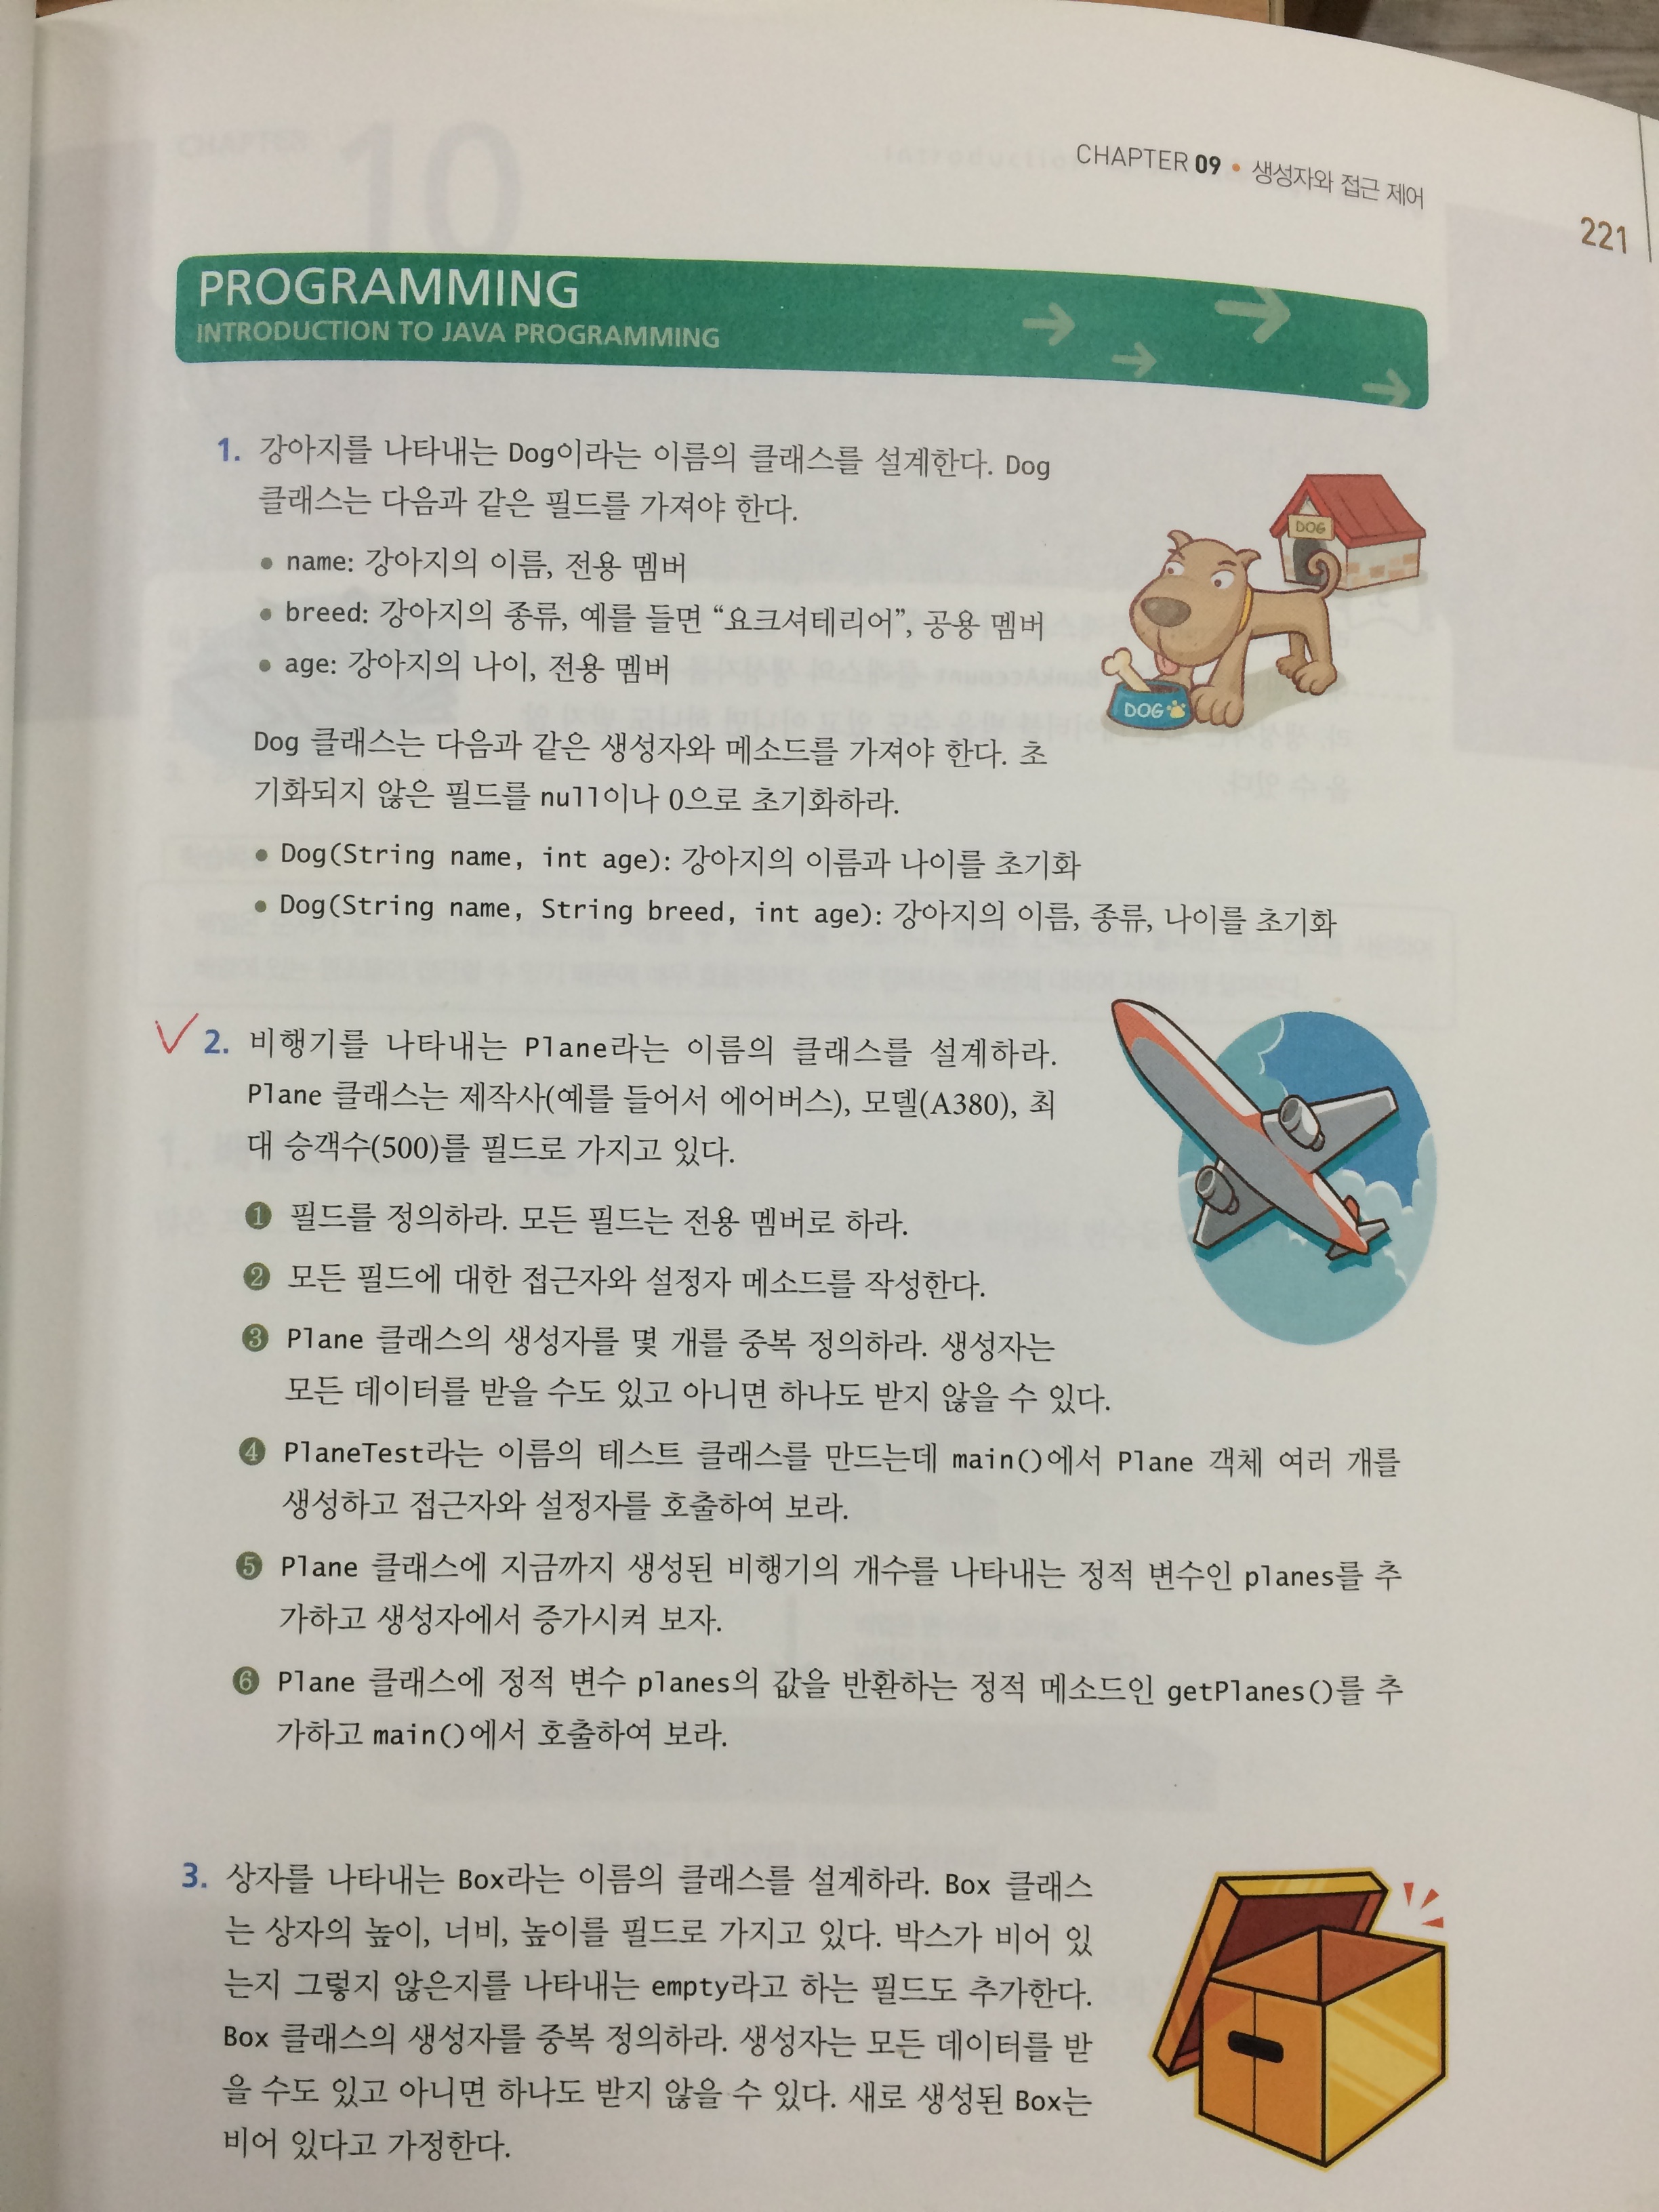 CHAPTER 09 • 생성자와 접근 제어
221
PROGRAMMING
INTRODUCTION TO JAVA PROGRAMMING
1. 강아지를 나타내는 Dog이라는 이름의 클래스를 설계한다. Dog
클래스는 다음과 같은 필드를 가져야 한다.
• name: 강아지의 이름, 전용 멤버
• breed: 강아지의 종류, 예를 들면 “요크셔테리어”, 공용 멤버
• age: 강아지의 나이, 전용 멤버
DOG
DOG
Dog 클래스는 다음과 같은 생성자와 메소드를 가져야 한다. 초
기화되지 않은 필드를 null이나 0으로 초기화하라.
• Dog(String name, int age): 강아지의 이름과 나이를 초기화
• Dog(String name, String breed, int age): 강아지의 이름, 종류, 나이를 초기화
2. 비행기를 나타내는 Plane라는 이름의 클래스를 설계하라.
Plane 클래스는 제작사(예를 들어서 에어버스), 모델(A380), 최
대 승객수(500)를 필드로 가지고 있다.
❶ 필드를 정의하라. 모든 필드는 전용 멤버로 하라.
❷ 모든 필드에 대한 접근자와 설정자 메소드를 작성한다.
❸ Plane 클래스의 생성자를 몇 개를 중복 정의하라. 생성자는
모든 데이터를 받을 수도 있고 아니면 하나도 받지 않을 수 있다.
❹ PlaneTest라는 이름의 테스트 클래스를 만드는데 main()에서 Plane 객체 여러 개를
생성하고 접근자와 설정자를 호출하여 보라.
❺ Plane 클래스에 지금까지 생성된 비행기의 개수를 나타내는 정적 변수인 planes를 추
가하고 생성자에서 증가시켜 보자.
❻ Plane 클래스에 정적 변수 planes의 값을 반환하는 정적 메소드인 getPlanes()를 추
가하고 main()에서 호출하여 보라.
3. 상자를 나타내는 Box라는 이름의 클래스를 설계하라. Box 클래스
는 상자의 높이, 너비, 높이를 필드로 가지고 있다. 박스가 비어 있
는지 그렇지 않은지를 나타내는 empty라고 하는 필드도 추가한다.
Box 클래스의 생성자를 중복 정의하라. 생성자는 모든 데이터를 받
을 수도 있고 아니면 하나도 받지 않을 수 있다. 새로 생성된 Box는
비어 있다고 가정한다.